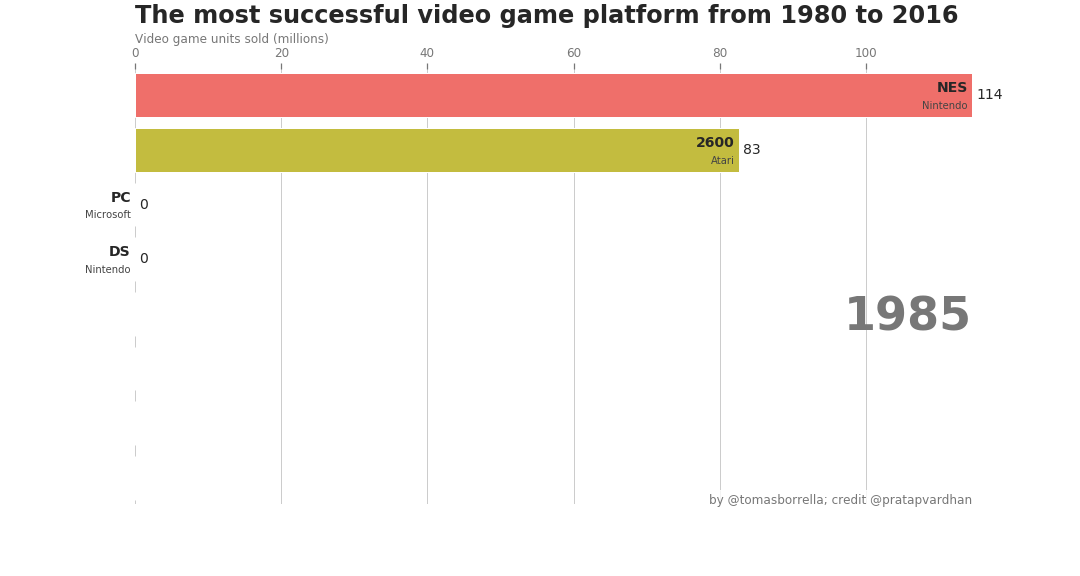 The most successful video game platform from 1980 to 2016
Video game units sold (millions)
0 20 40 60 80 100
NES
Nintendo
114
2600
Atari
83
PC
Microsoft
0
DS
Nintendo
0
1985
by @tomasborrella; credit @pratapvardhan